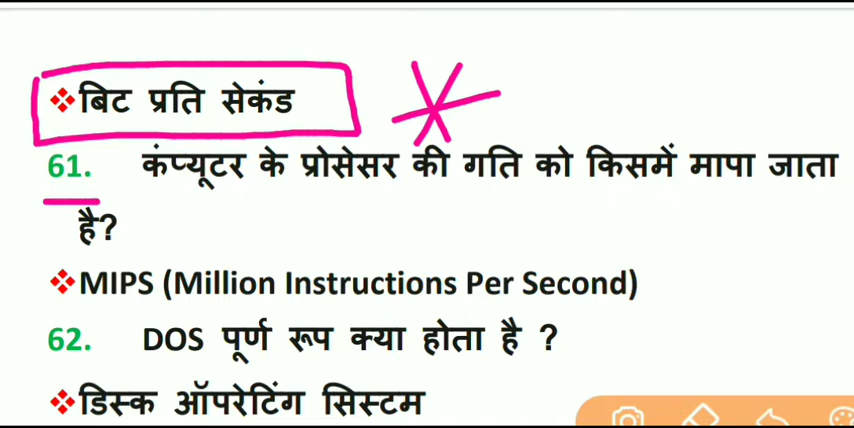 ❖बिट प्रति सेकंड
61. कंप्यूटर के प्रोसेसर की गति को किसमें मापा जाता
है?
❖MIPS (Million Instructions Per Second)
62. DOS पूर्ण रूप क्या होता है ?
❖डिस्क ऑपरेटिंग सिस्टम